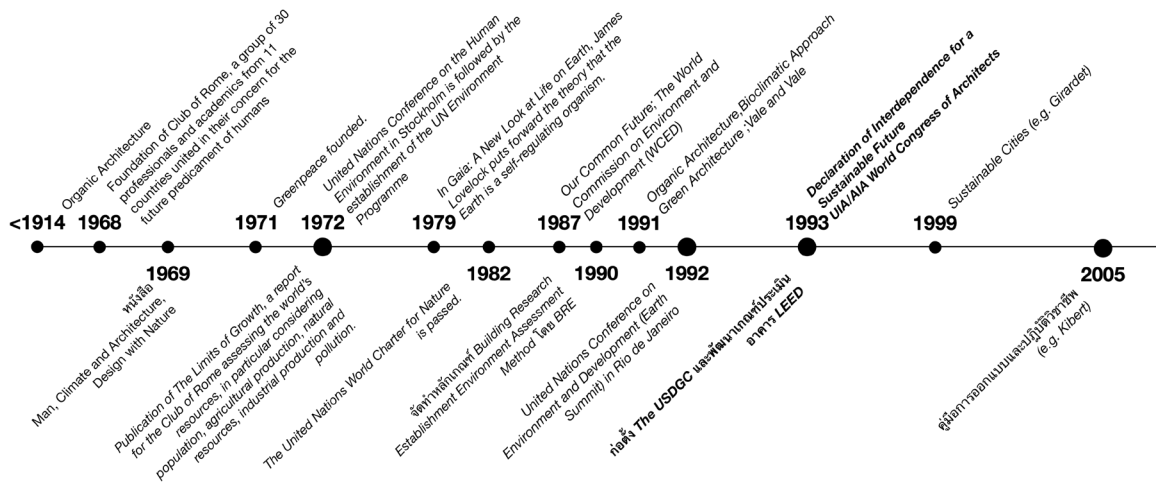 <1914
Organic Architecture
1968
Foundation of Club of Rome, a group of 30
professionals and academics from 11
countries united in their concern for the
future predicament of humans
1969
หนังสือ
Man, Climate and Architecture,
Design with Nature
1971
Greenpeace founded.
1972
United Nations Conference on the Human
Environment in Stockholm is followed by the
establishment of the UN Environment
Programme
Publication of The Limits of Growth, a report
for the Club of Rome assessing the world's
resources, in particular considering
population, agricultural production, natural
resources, industrial production and
pollution.
1979
In Gaia: A New Look at Life on Earth, James
Lovelock puts forward the theory that the
Earth is a self-regulating organism.
1982
The United Nations World Charter for Nature
is passed.
1987
Our Common Future; The World
Commission on Environment and
Development (WCED)
1990
จัดทำหลักเกณฑ์ Building Research
Establishment Environment Assessment
Method โดย BRE
1991
Organic Architecture,Bioclimatic Approach
Green Architecture ;Vale and Vale
1992
United Nations Conference on
Environment and Development (Earth
Summit) in Rio de Janeiro
1993
Declaration of Interdependence for a
Sustainable Future
UIA/AIA World Congress of Architects
ก่อตั้ง The USDGC และพัฒนาเกณฑ์ประเมิน
อาคาร LEED
1999
Sustainable Cities (e.g. Girardet)
2005
คู่มือการออกแบบและปฏิบัติวิชาชีพ
(e.g. Kibert)